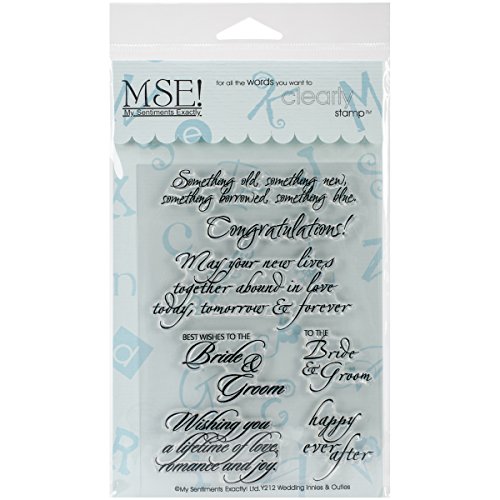 MSE!
My Sentiments Exactly!
for all the words you want to
clearly
stamp™
Something old, something new,
something borrowed, something blue.
Congratulations!
May your new lives
together abound in love
today, tomorrow & forever
BEST WISHES TO THE
Bride &
Groom
TO THE
Bride
& Groom
Wishing you
a lifetime of love,
romance and joy.
happy
ever
after
©My Sentiments Exactly! Ltd. Y212 Wedding Innies & Outies